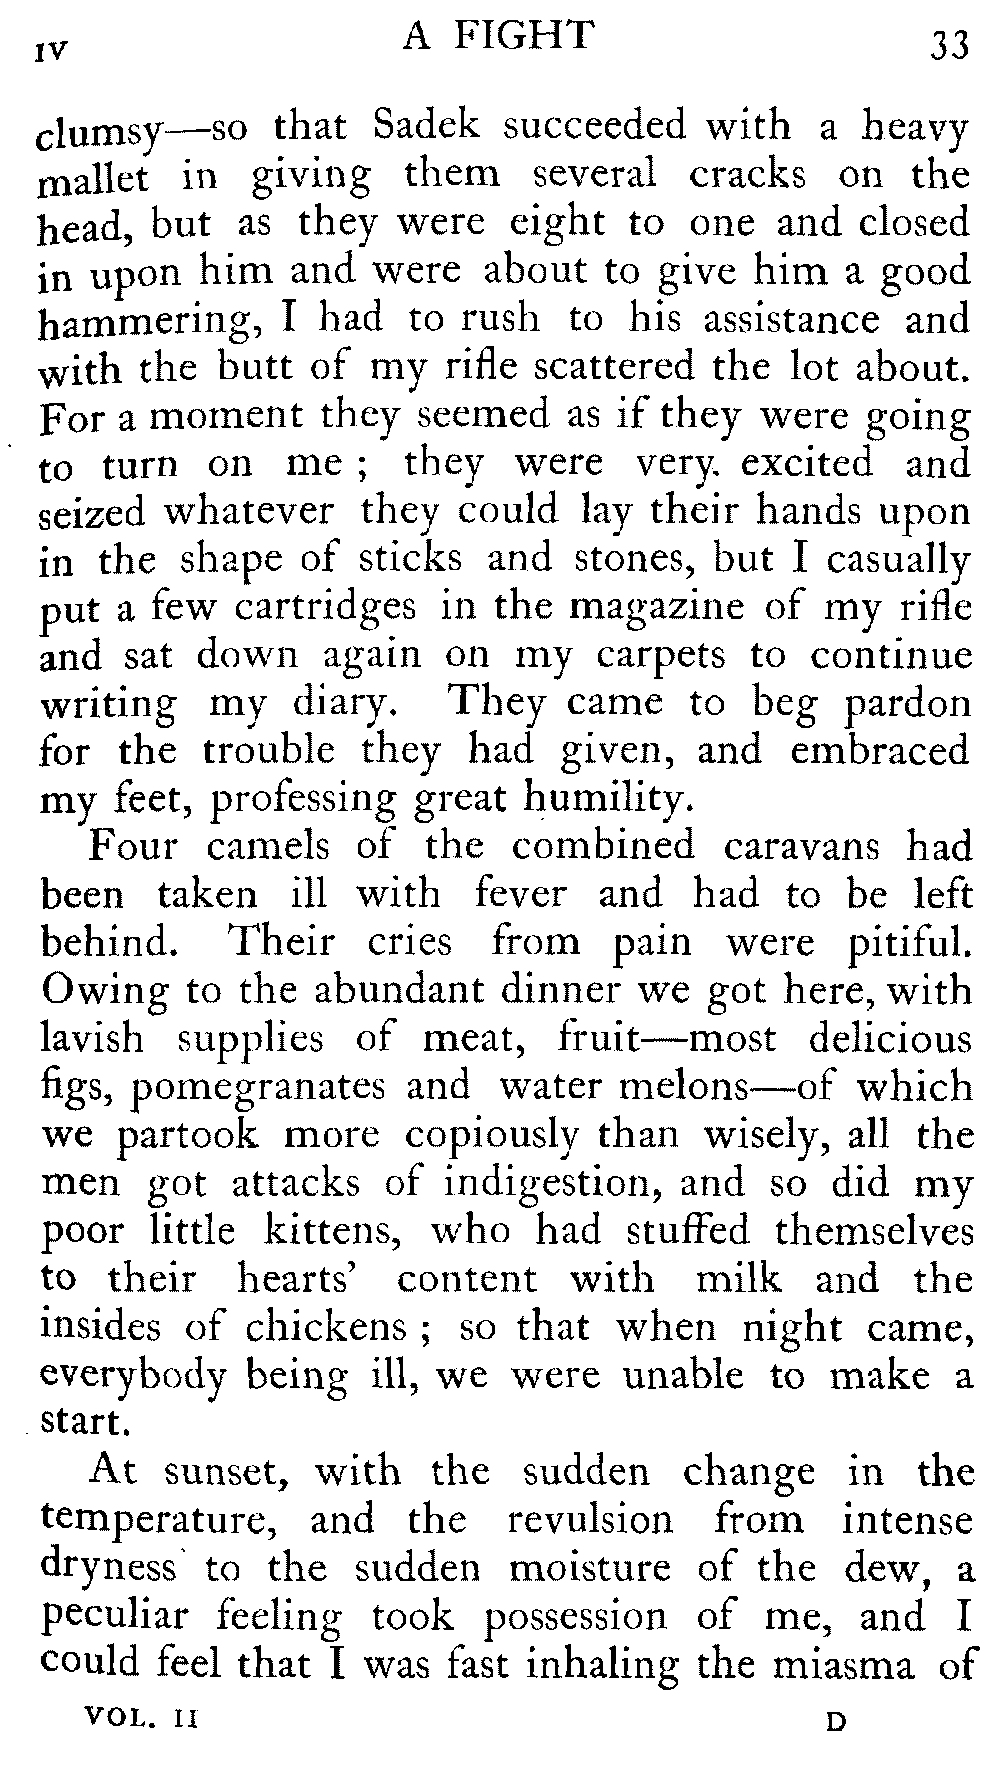 IV A FIGHT 33
clumsy—so that Sadek succeeded with a heavy
mallet in giving them several cracks on the
head, but as they were eight to one and closed
in upon him and were about to give him a good
hammering, I had to rush to his assistance and
with the butt of my rifle scattered the lot about.
For a moment they seemed as if they were going
to turn on me ; they were very. excited and
seized whatever they could lay their hands upon
in the shape of sticks and stones, but I casually
put a few cartridges in the magazine of my rifle
and sat down again on my carpets to continue
writing my diary. They came to beg pardon
for the trouble they had given, and embraced
my feet, professing great humility.
Four camels of the combined caravans had
been taken ill with fever and had to be left
behind. Their cries from pain were pitiful.
Owing to the abundant dinner we got here, with
lavish supplies of meat, fruit—most delicious
figs, pomegranates and water melons—of which
we partook more copiously than wisely, all the
men got attacks of indigestion, and so did my
poor little kittens, who had stuffed themselves
to their hearts' content with milk and the
insides of chickens ; so that when night came,
everybody being ill, we were unable to make a
start.
At sunset, with the sudden change in the
temperature, and the revulsion from intense
dryness to the sudden moisture of the dew, a
peculiar feeling took possession of me, and I
could feel that I was fast inhaling the miasma of
VOL. II D